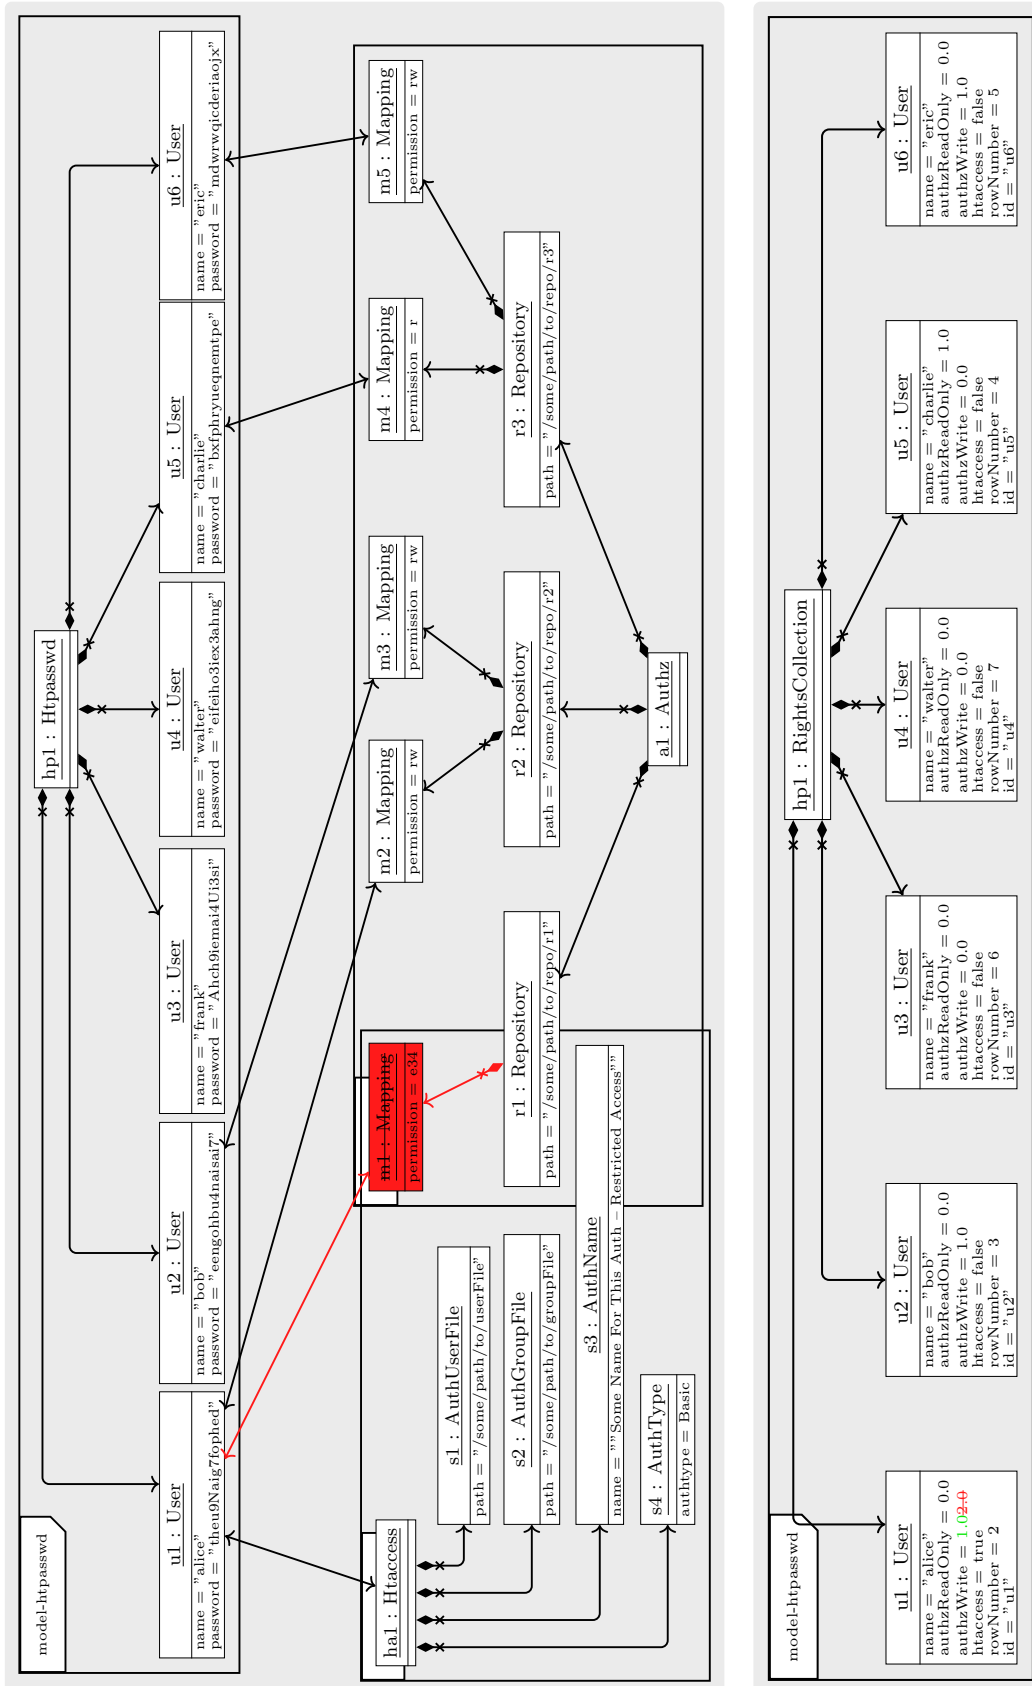 model-htpasswd
hp1 : Htpasswd
u1 : User
name = "alice"
password = "theu9Naig7fophed"
u2 : User
name = "bob"
password = "eengohbu4naisai7"
u3 : User
name = "frank"
password = "Ahch9iemai4Ui3si"
u4 : User
name = "walter"
password = "eifeiho3iex3ahng"
u5 : User
name = "charlie"
password = "bxfphryueqnemtpe"
u6 : User
name = "eric"
password = "mdwrwqicderiaojx"
ha1 : Htaccess
s1 : AuthUserFile
path = "/some/path/to/userFile"
s2 : AuthGroupFile
path = "/some/path/to/groupFile"
s3 : AuthName
name = ""Some Name For This Auth – Restricted Access""
s4 : AuthType
authtype = Basic
m1 : Mapping
permission = e34
m2 : Mapping
permission = rw
m3 : Mapping
permission = rw
m4 : Mapping
permission = r
m5 : Mapping
permission = rw
r1 : Repository
path = "/some/path/to/repo/r1"
r2 : Repository
path = "/some/path/to/repo/r2"
r3 : Repository
path = "/some/path/to/repo/r3"
a1 : Authz
model-htpasswd
hp1 : RightsCollection
u1 : User
name = "alice"
authzReadOnly = 0.0
authzWrite = 1.02.0
htaccess = true
rowNumber = 2
id = "u1"
u2 : User
name = "bob"
authzReadOnly = 0.0
authzWrite = 1.0
htaccess = false
rowNumber = 3
id = "u2"
u3 : User
name = "frank"
authzReadOnly = 0.0
authzWrite = 0.0
htaccess = false
rowNumber = 6
id = "u3"
u4 : User
name = "walter"
authzReadOnly = 0.0
authzWrite = 0.0
htaccess = false
rowNumber = 7
id = "u4"
u5 : User
name = "charlie"
authzReadOnly = 1.0
authzWrite = 0.0
htaccess = false
rowNumber = 4
id = "u5"
u6 : User
name = "eric"
authzReadOnly = 0.0
authzWrite = 1.0
htaccess = false
rowNumber = 5
id = "u6"